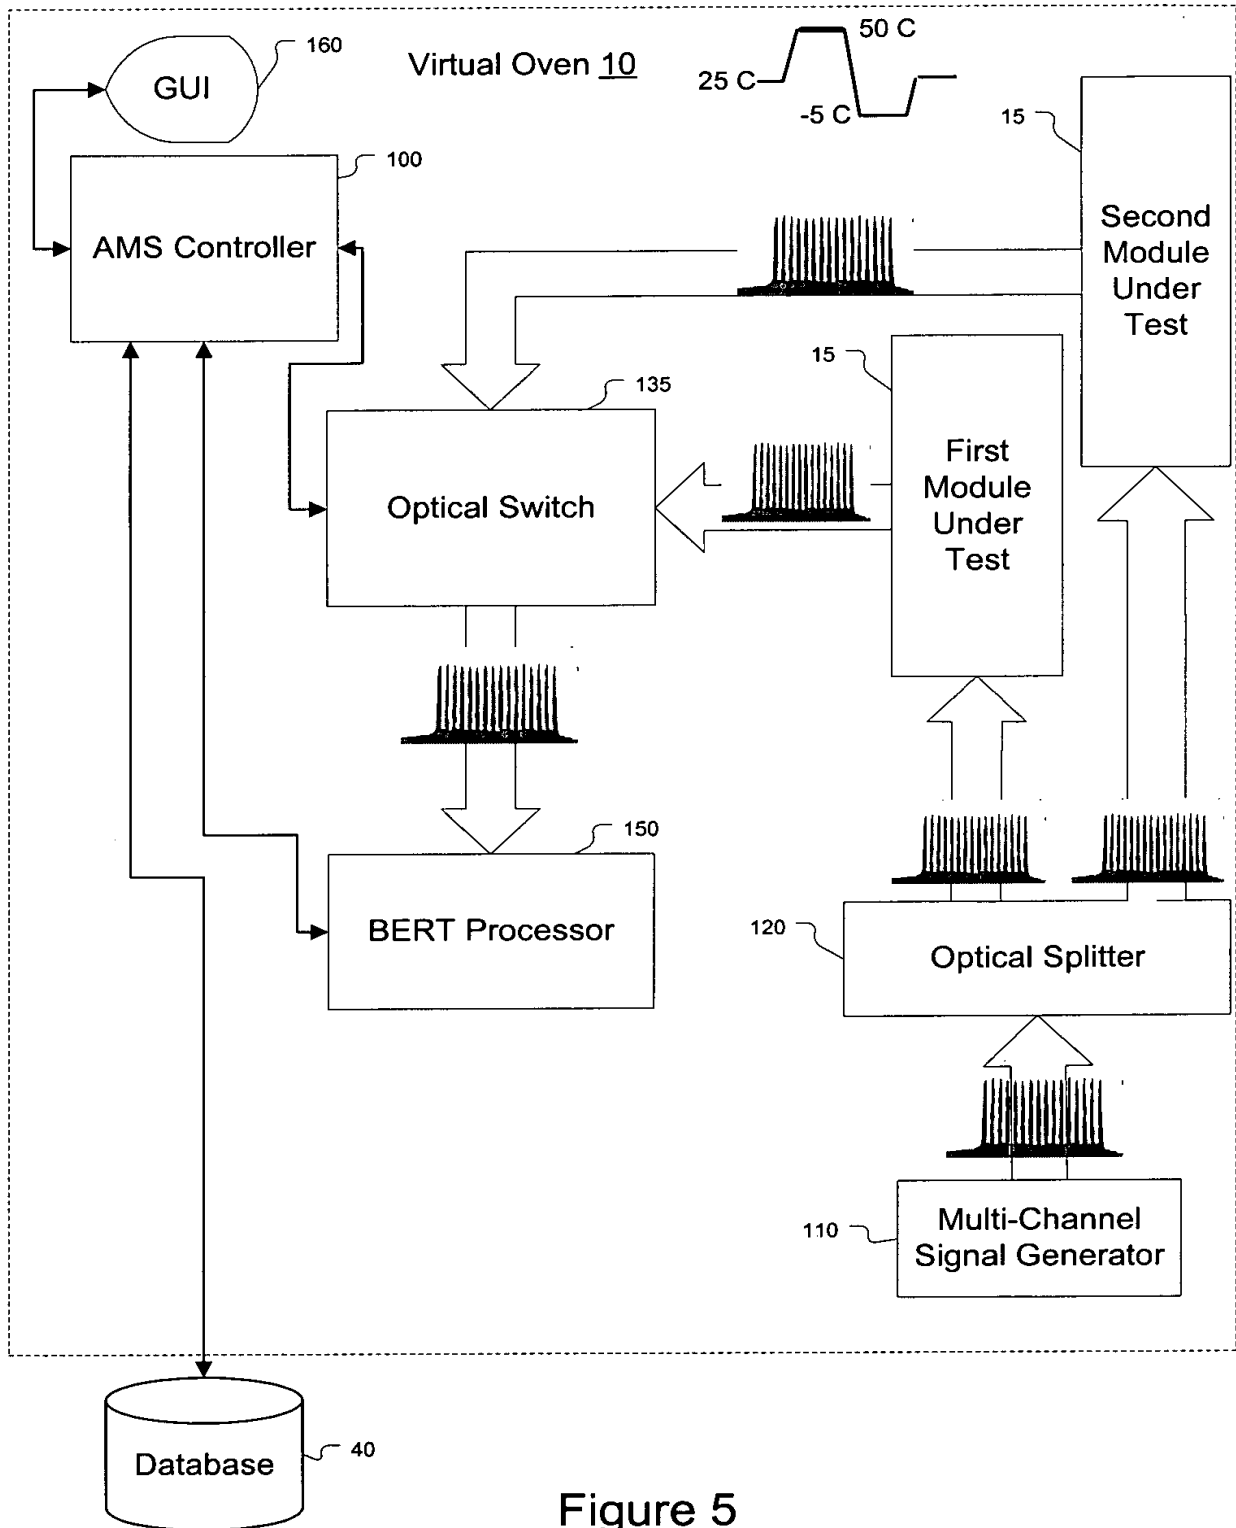 160
GUI
Virtual Oven 10
50 C
25 C
-5 C
15
100
AMS Controller
Second
Module
Under
Test
15
135
First
Module
Under
Test
Optical Switch
150
BERT Processor
120
Optical Splitter
110
Multi-Channel
Signal Generator
Database
40
Figure 5